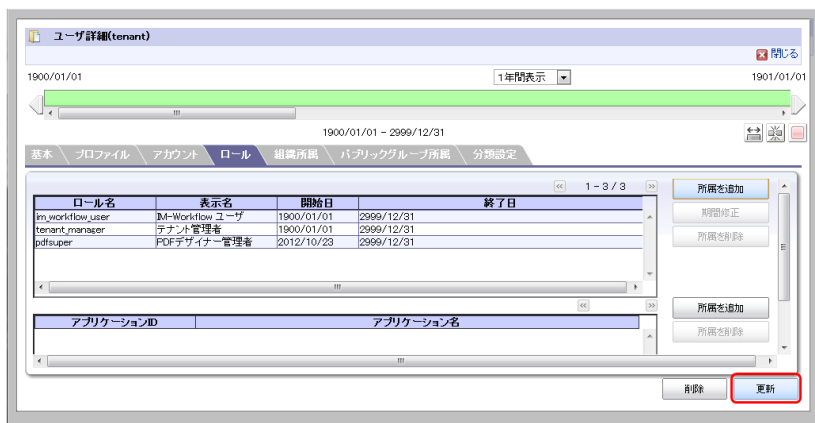 ユーザ詳細(tenant)
閉じる
1900/01/01 1年間表示 1901/01/01
1900/01/01 - 2999/12/31
基本 プロファイル アカウント ロール 組織所属 パブリックグループ所属 分類設定
1 - 3 / 3 所属を追加
ロール名 表示名 開始日 終了日
期間修正
im_workflow_user IM-Workflow ユーザ 1900/01/01 2999/12/31
tenant_manager テナント管理者 1900/01/01 2999/12/31
所属を削除
pdfsuper PDFデザイナー管理者 2012/10/23 2999/12/31
所属を追加
アプリケーションID アプリケーション名
所属を削除
削除 更新